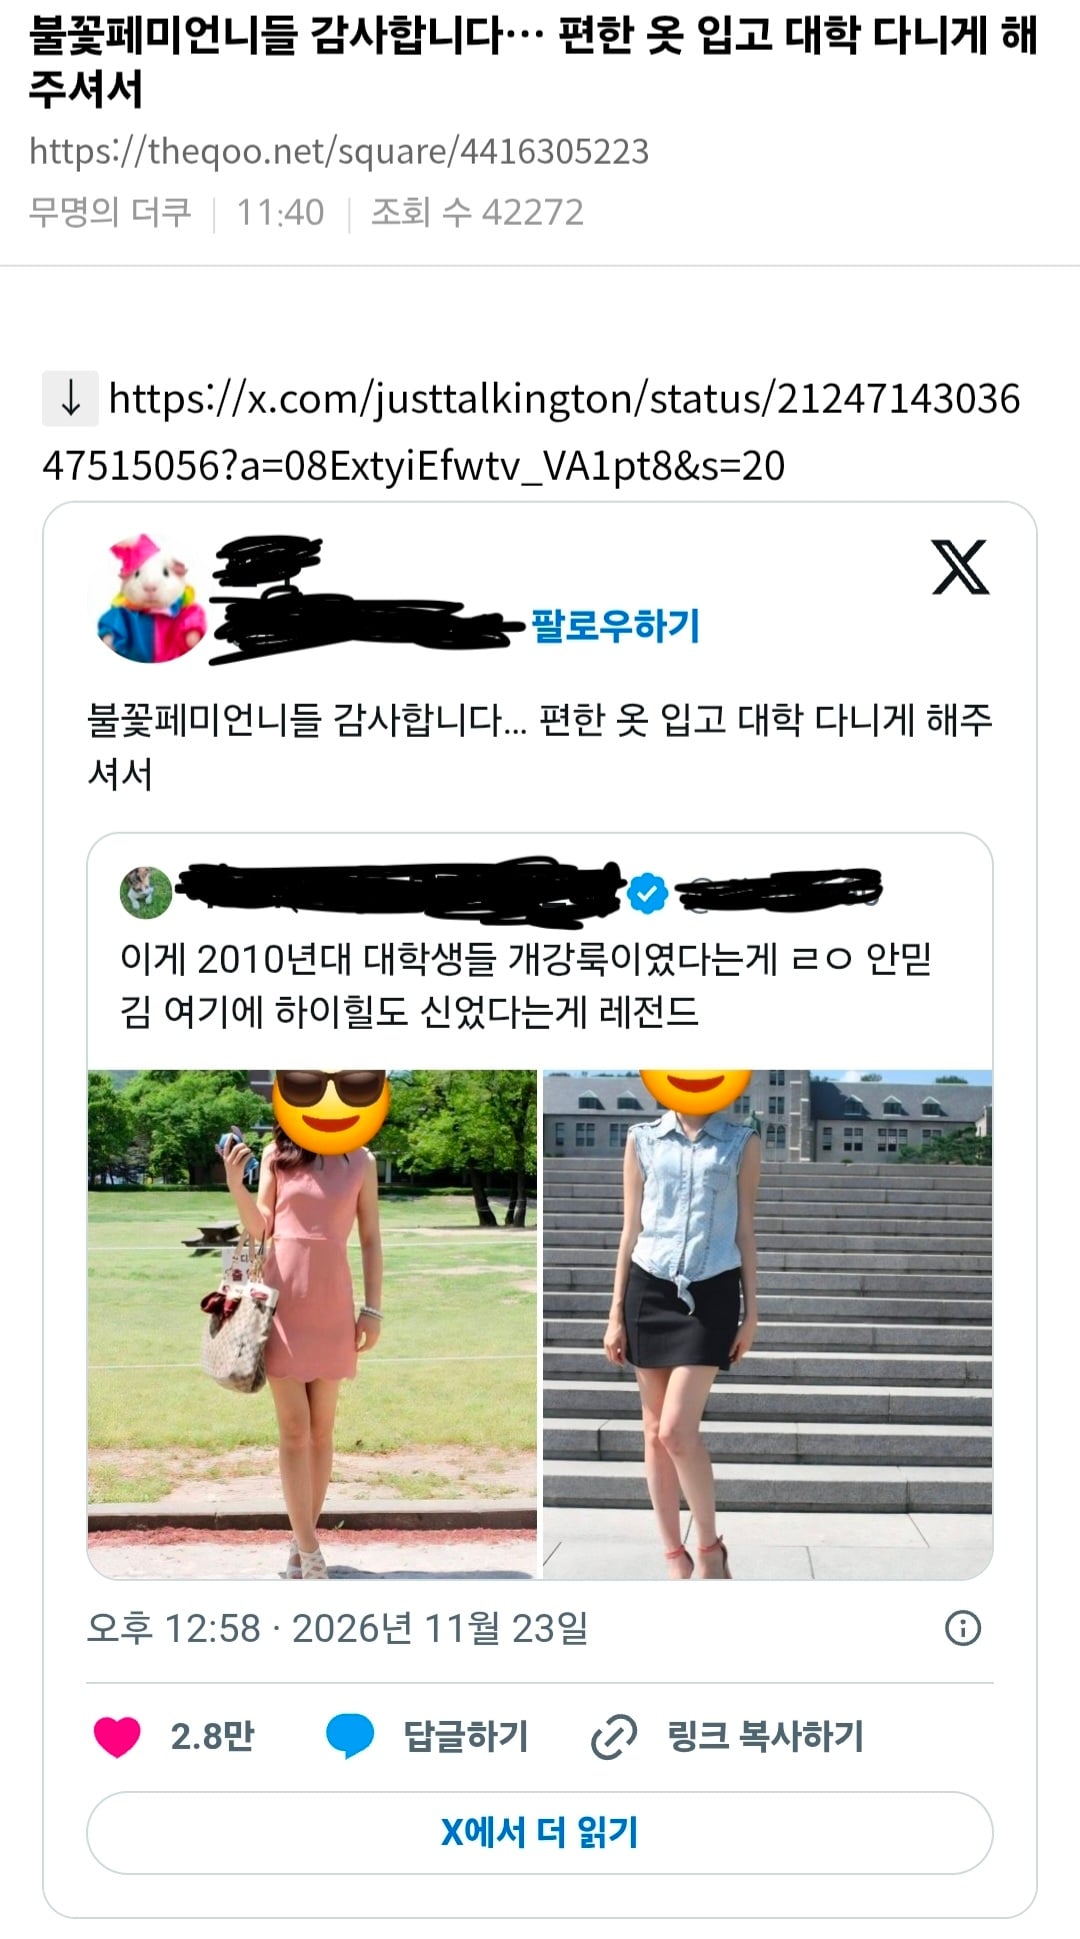 불꽃페미언니들 감사합니다… 편한 옷 입고 대학 다니게 해
주셔서
https://theqoo.net/square/4416305223
무명의 더쿠 | 11:40 | 조회 수 42272
↓ https://x.com/justtalkington/status/21247143036
47515056?a=08ExtyiEfwtv_VA1pt8&s=20
팔로우하기
불꽃페미언니들 감사합니다... 편한 옷 입고 대학 다니게 해주
셔서
이게 2010년대 대학생들 개강룩이였다는게 ㄹㅇ 안믿
김 여기에 하이힐도 신었다는게 레전드
오후 12:58 · 2026년 11월 23일
2.8만 답글하기 링크 복사하기
X에서 더 읽기